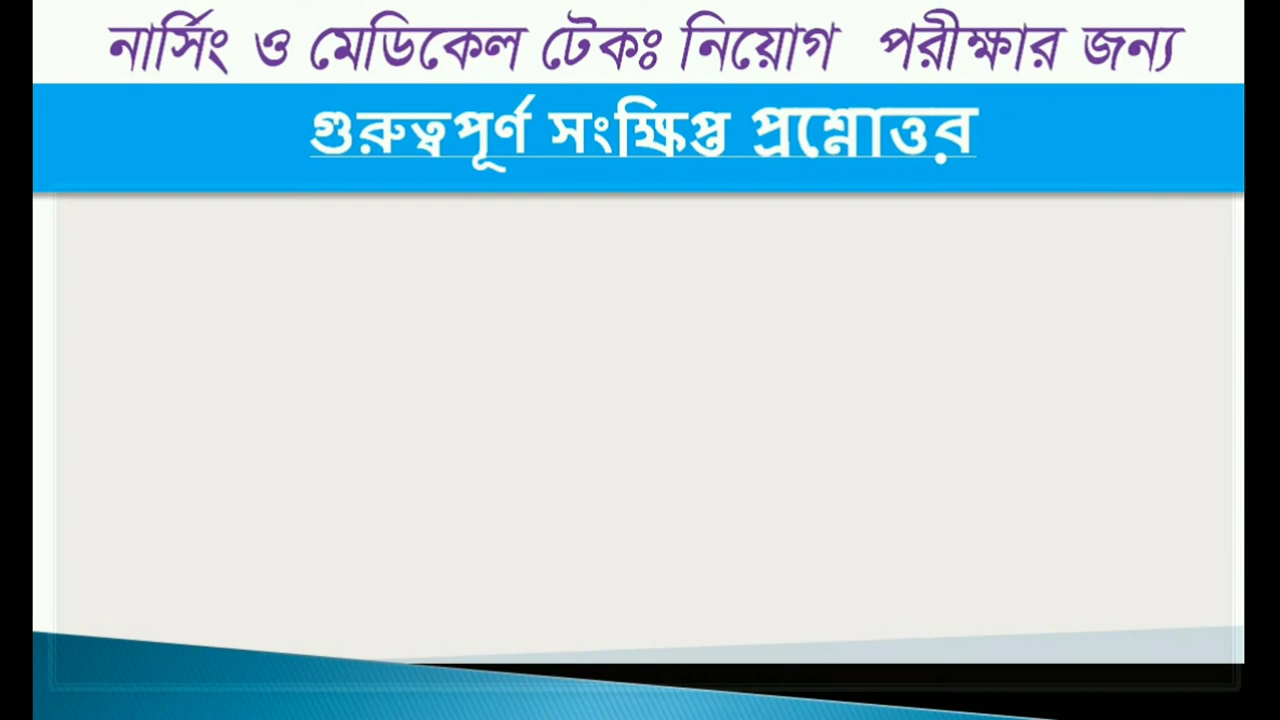 নার্সিং ও মেডিকেল টেকঃ নিয়োগ পরীক্ষার জন্য
গুরুত্বপূর্ণ সংক্ষিপ্ত প্রশ্নোত্তর